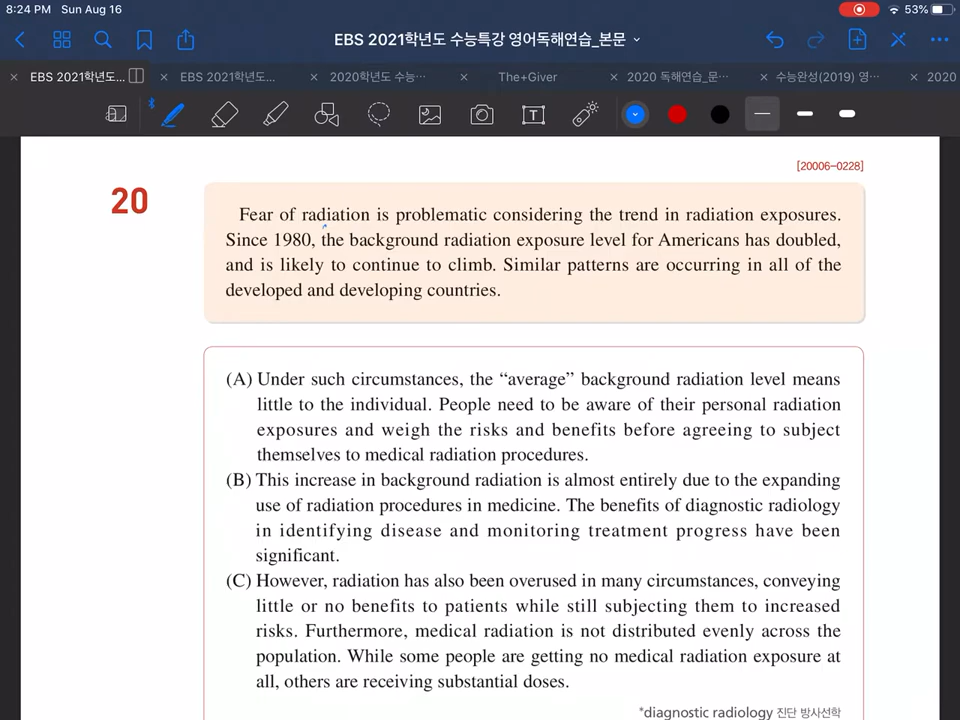 8:24 PM Sun Aug 16
53%
EBS 2021학년도 수능특강 영어독해연습_본문
EBS 2021학년도...
EBS 2021학년도...
2020학년도 수능...
The+Giver
2020 독해연습_문...
수능완성(2019) 영...
2020
T
[20006-0228]
20
Fear of radiation is problematic considering the trend in radiation exposures.
Since 1980, the background radiation exposure level for Americans has doubled,
and is likely to continue to climb. Similar patterns are occurring in all of the
developed and developing countries.
(A) Under such circumstances, the “average” background radiation level means
little to the individual. People need to be aware of their personal radiation
exposures and weigh the risks and benefits before agreeing to subject
themselves to medical radiation procedures.
(B) This increase in background radiation is almost entirely due to the expanding
use of radiation procedures in medicine. The benefits of diagnostic radiology
in identifying disease and monitoring treatment progress have been
significant.
(C) However, radiation has also been overused in many circumstances, conveying
little or no benefits to patients while still subjecting them to increased
risks. Furthermore, medical radiation is not distributed evenly across the
population. While some people are getting no medical radiation exposure at
all, others are receiving substantial doses.
*diagnostic radiology 진단 방사선학